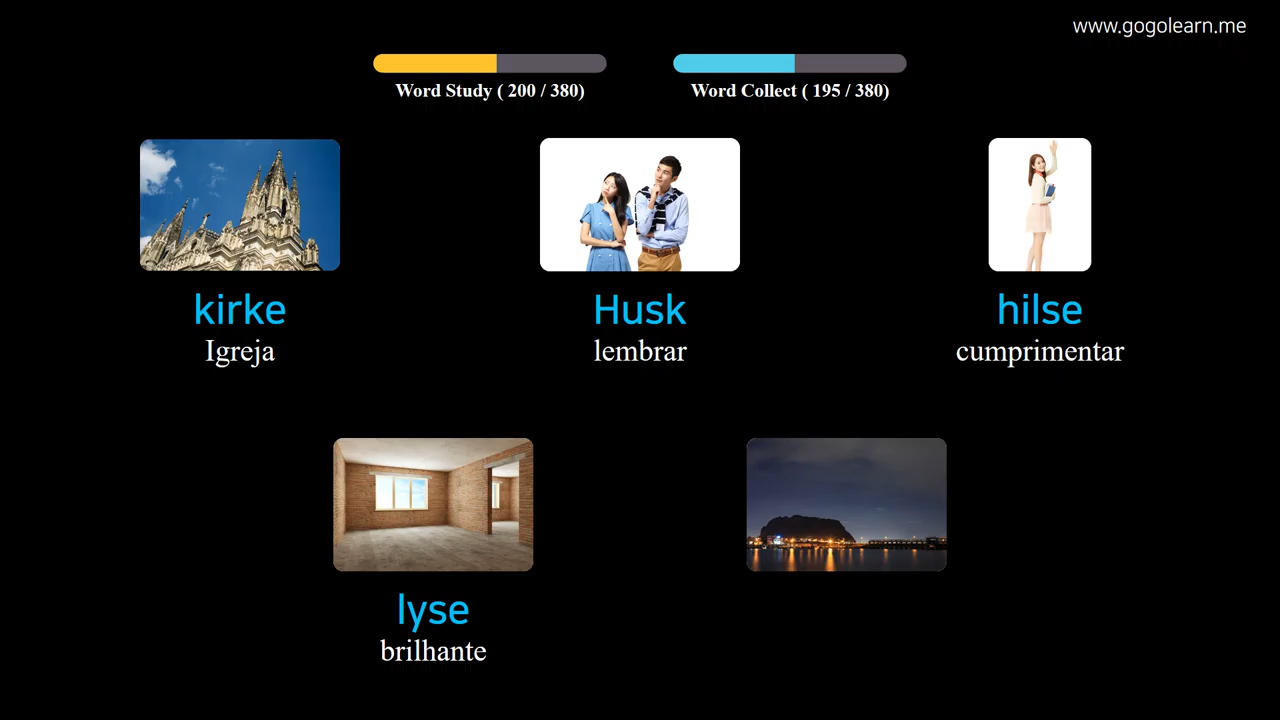 www.gogolearn.me
Word Study ( 200 / 380)
Word Collect ( 195 / 380)
kirke
Igreja
Husk
lembrar
hilse
cumprimentar
lyse
brilhante